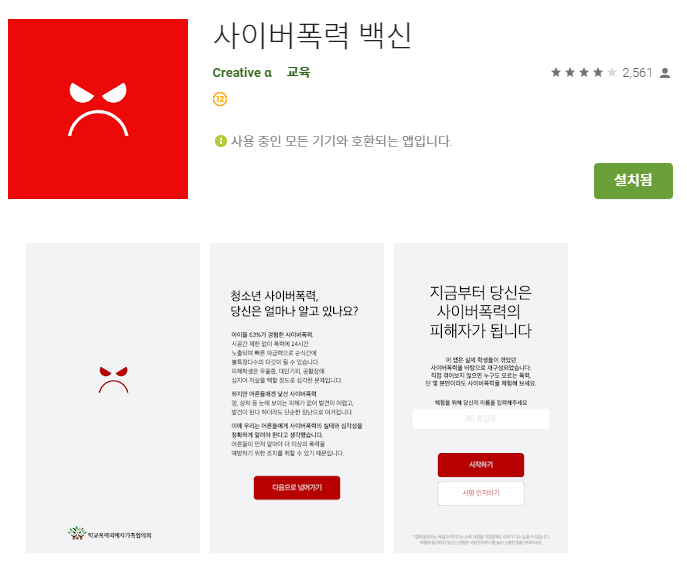 사이버폭력 백신
Creative α 교육
2,561
12
사용 중인 모든 기기와 호환되는 앱입니다.
설치됨
학교폭력피해자가족협의회
청소년 사이버폭력,
당신은 얼마나 알고 있나요?
아이들 63%가 경험한 사이버폭력.
시공간 제한 없이 폭력에 24시간
노출되며 빠른 파급력으로 순식간에
불특정다수의 타깃이 될 수 있습니다.
피해학생은 우울증, 대인기피, 공황장애
심지어 자살을 택할 정도로 심각한 문제입니다.
하지만 어른들에겐 낯선 사이버폭력.
멍, 상처 등 눈에 보이는 피해가 없어 발견이 어렵고,
발견이 된다 하더라도 단순한 장난으로 여겨집니다.
이에 우리는 어른들에게 사이버폭력의 실태와 심각성을
정확하게 알려야 한다고 생각했습니다.
어른들이 먼저 알아야 더 이상의 폭력을
예방하기 위한 조치를 취할 수 있기 때문입니다.
다음으로 넘어가기
지금부터 당신은
사이버폭력의
피해자가 됩니다
이 앱은 실제 학생들이 겪었던
사이버폭력을 바탕으로 재구성되었습니다.
직접 겪어보지 않으면 누구도 모르는 폭력,
단 몇 분만이라도 사이버폭력을 체험해 보세요.
체험을 위해 당신의 이름을 입력해주세요
예) 홍길동
시작하기
서명 먼저하기